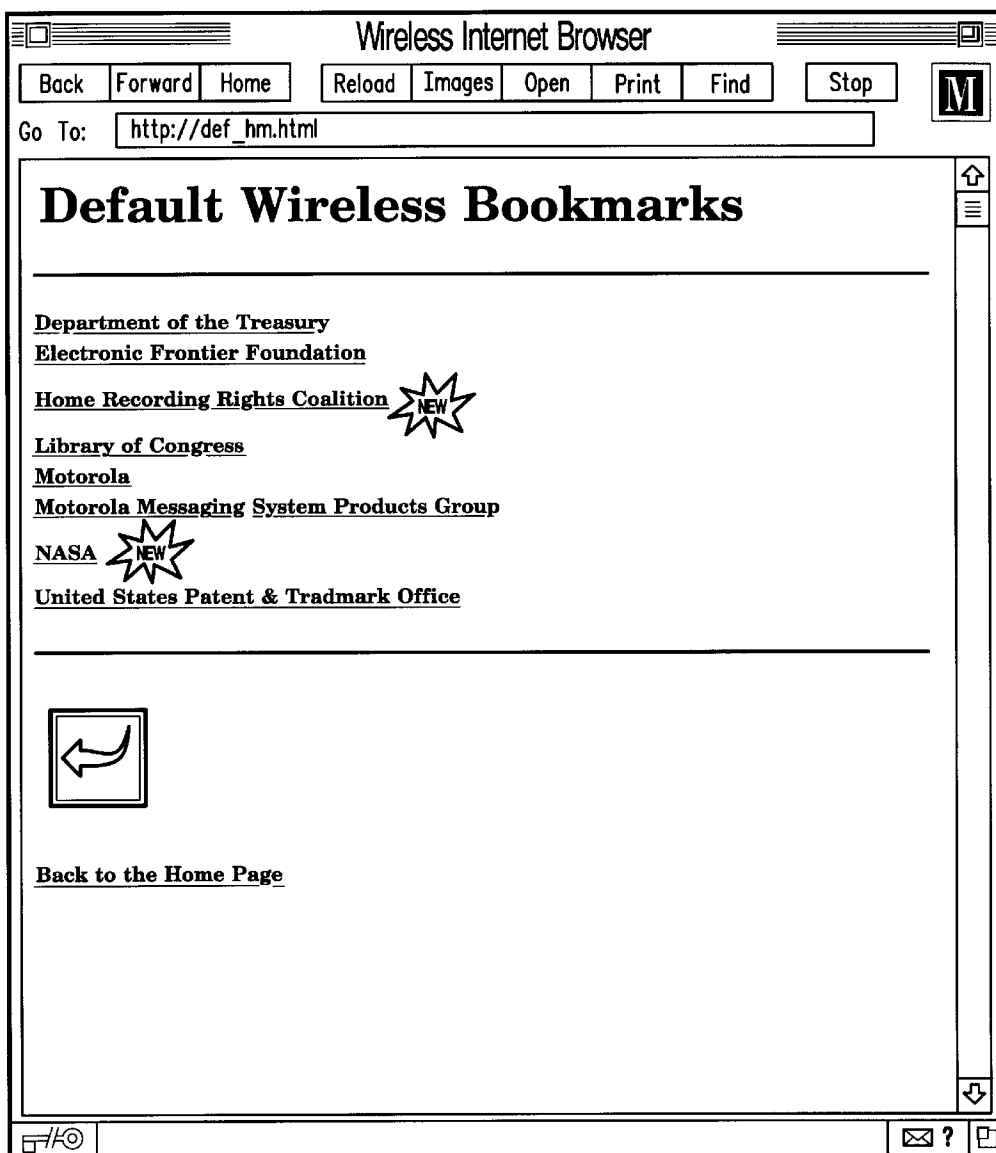 Wireless Internet Browser
Back Forward Home Reload Images Open Print Find Stop M
Go To: http://def_hm.html
Default Wireless Bookmarks
Department of the Treasury
Electronic Frontier Foundation
Home Recording Rights Coalition NEW
Library of Congress
Motorola
Motorola Messaging System Products Group
NASA NEW
United States Patent & Tradmark Office
Back to the Home Page
?